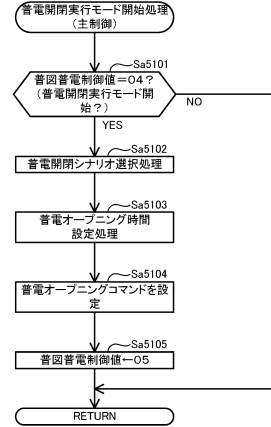 普電開閉実行モード開始処理
(主制御)
Sa5101
普図普電制御値＝04？
(普電開閉実行モード開
始？)
NO
YES
Sa5102
普電開閉シナリオ選択処理
Sa5103
普電オープニング時間
設定処理
Sa5104
普電オープニングコマンドを設
定
Sa5105
普図普電制御値←05
RETURN